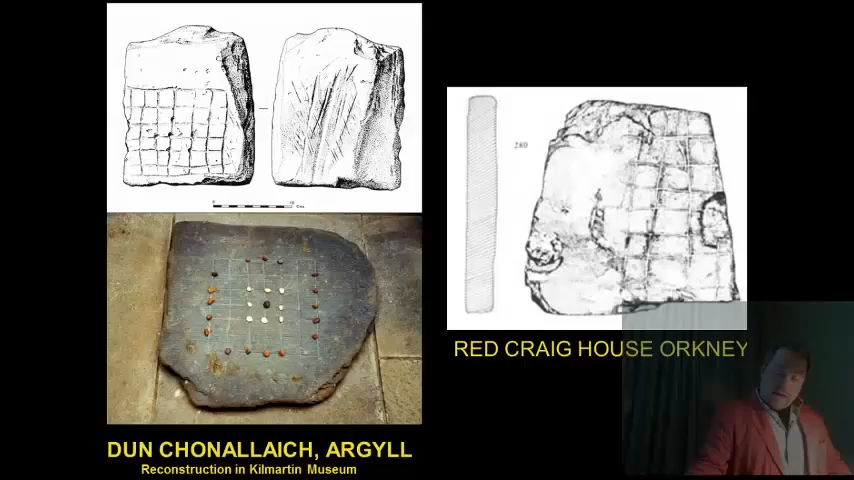 280
RED CRAIG HOUSE ORKNEY
DUN CHONALLAICH, ARGYLL
Reconstruction in Kilmartin Museum